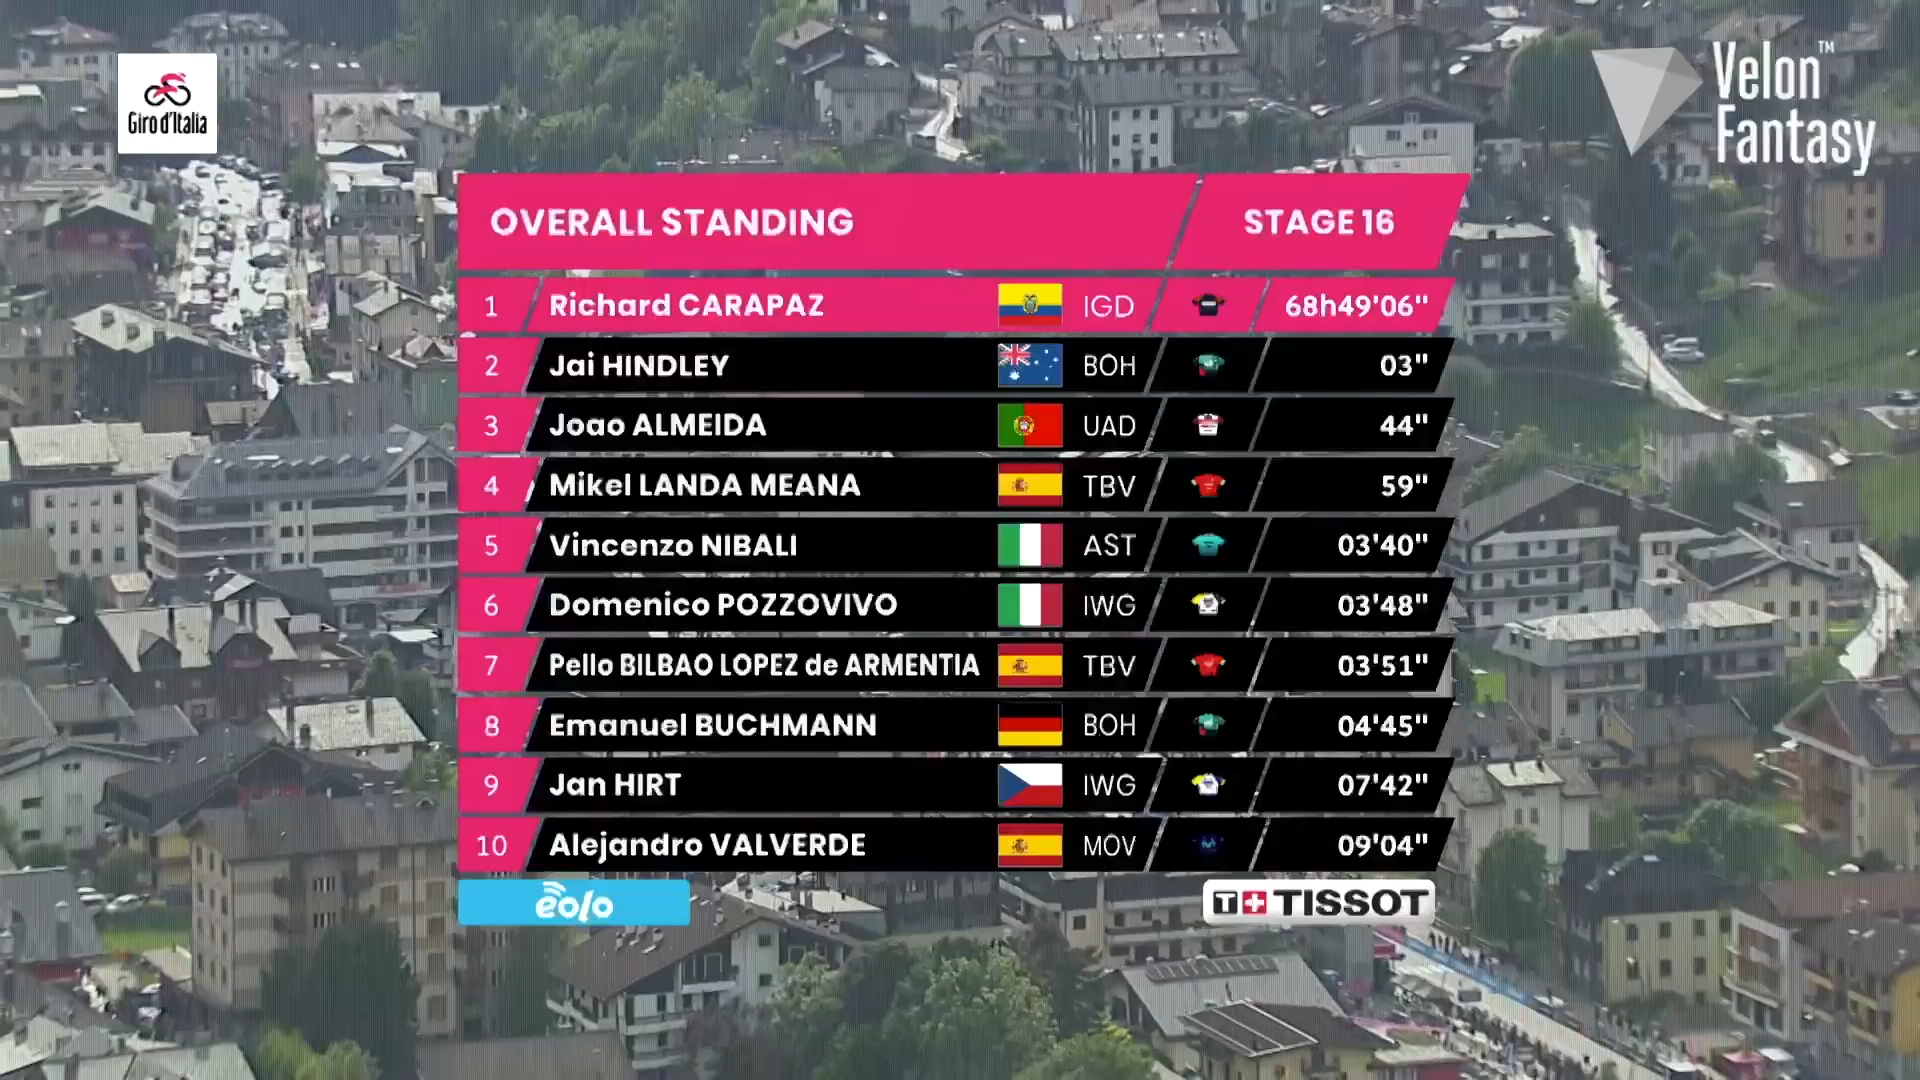 Giro d'Italia
Velon™
Fantasy
OVERALL STANDING STAGE 16
1 Richard CARAPAZ IGD 68h49'06"
2 Jai HINDLEY BOH 03"
3 Joao ALMEIDA UAD 44"
4 Mikel LANDA MEANA TBV 59"
5 Vincenzo NIBALI AST 03'40"
6 Domenico POZZOVIVO IWG 03'48"
7 Pello BILBAO LOPEZ de ARMENTIA TBV 03'51"
8 Emanuel BUCHMANN BOH 04'45"
9 Jan HIRT IWG 07'42"
10 Alejandro VALVERDE MOV 09'04"
eolo T+TISSOT